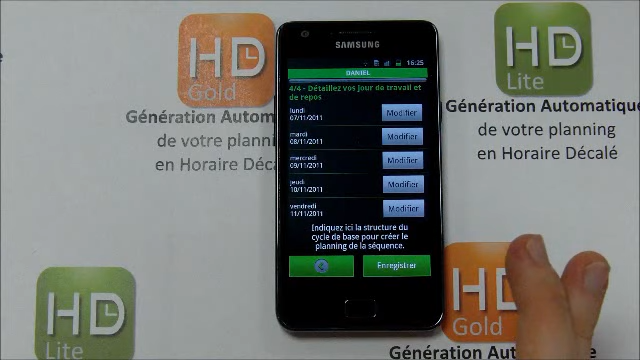 HD
Gold
Génération Autom
de votre plan
en Horaire Déca
SAMSUNG
16:25
DANIEL
4/4 - Détaillez vos jour de travail et
de repos
lundi
07/11/2011
Modifier
mardi
08/11/2011
Modifier
mercredi
09/11/2011
Modifier
jeudi
10/11/2011
Modifier
vendredi
11/11/2011
Modifier
Indiquez ici la structure du
cycle de base pour créer le
planning de la séquence.
Enregistrer
HD
Lite
Génération Automatique
de votre planning
en Horaire Décalé
HD
Lite
HD
Gold